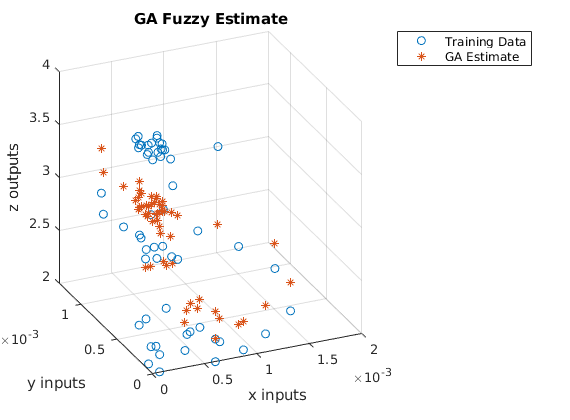 GA Fuzzy Estimate
Training Data
GA Estimate
4
3.5
3
2.5
2
z outputs
1
0.5
0
×10⁻³
y inputs
0
0.5
1
1.5
2
×10⁻³
x inputs